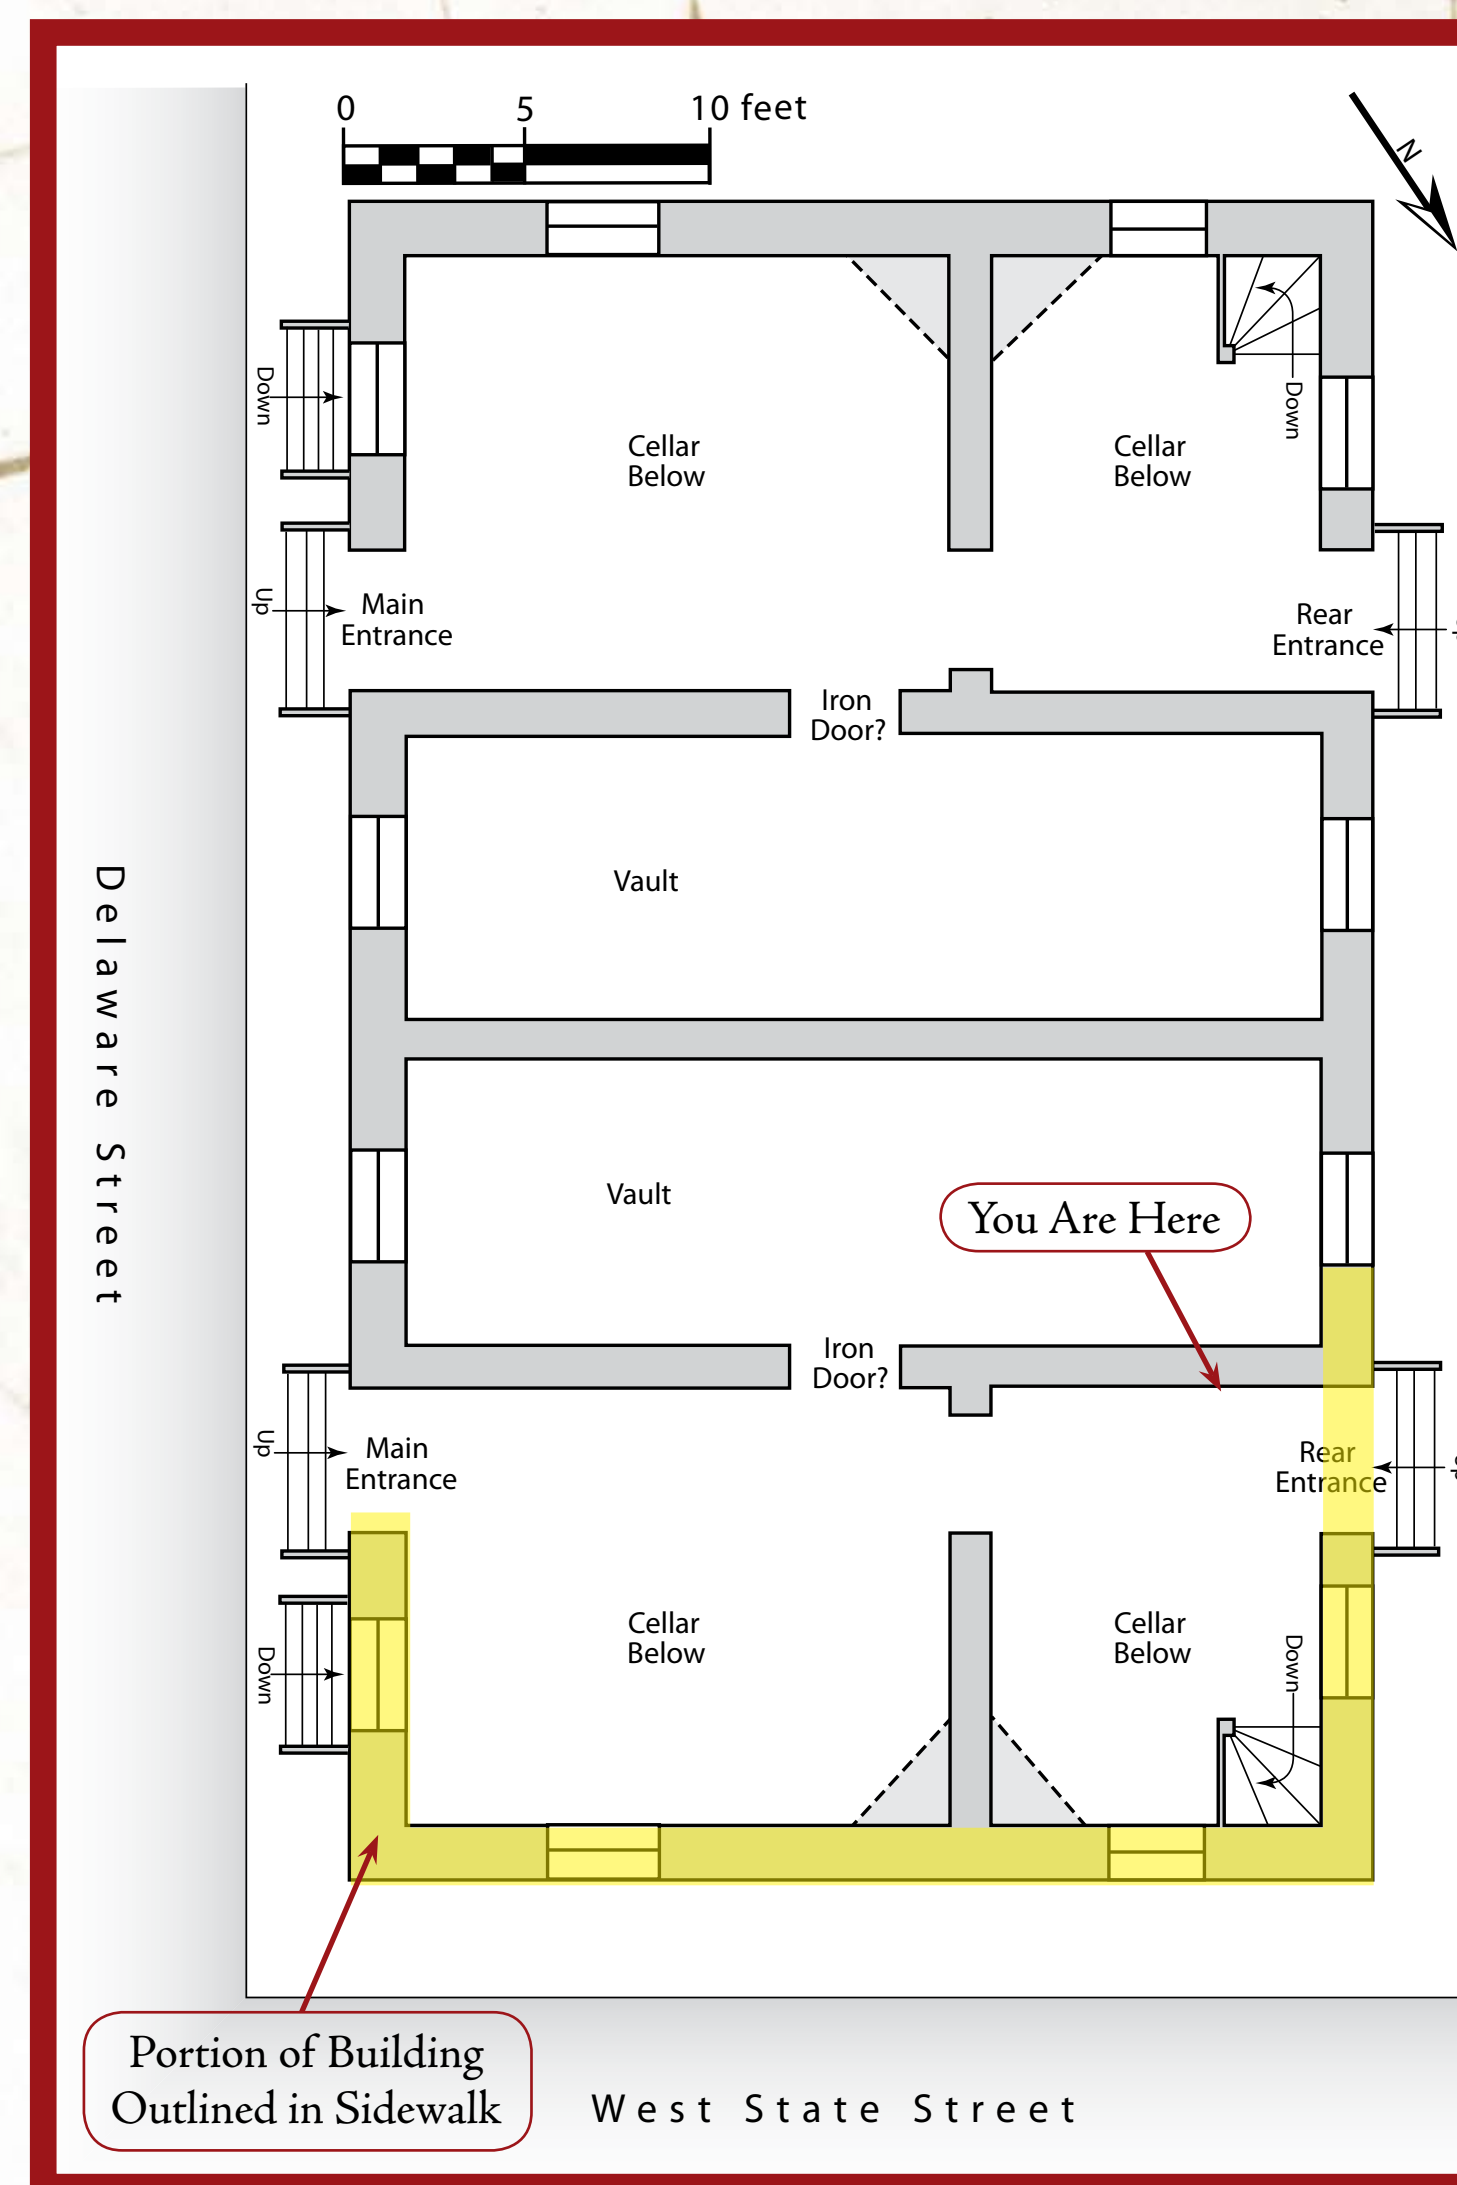 0 5 10 feet
N
Down
Cellar
Below
Cellar
Below
Down
Up
Main
Entrance
Rear
Entrance
Iron
Door?
Vault
Delaware Street
Vault
You Are Here
Iron
Door?
Up
Main
Entrance
Rear
Entrance
Down
Cellar
Below
Cellar
Below
Down
Portion of Building
Outlined in Sidewalk
West State Street